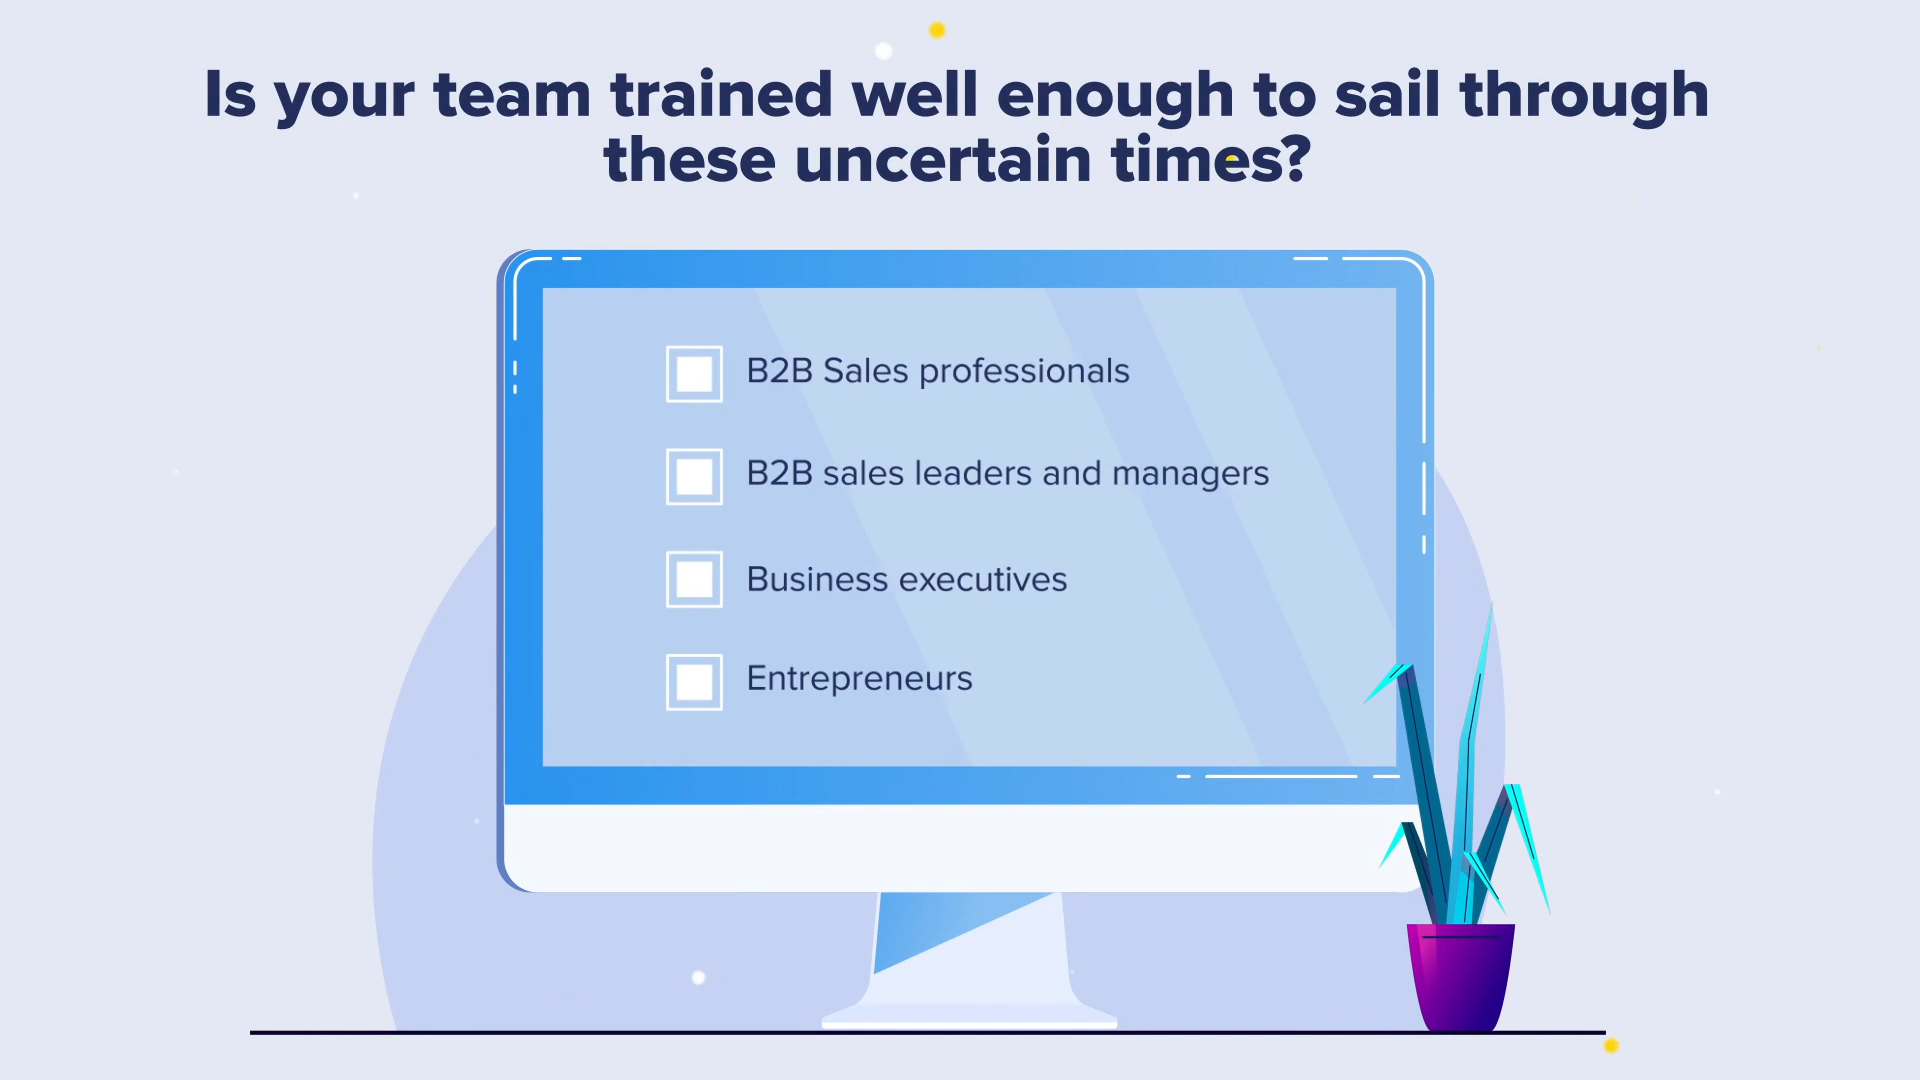 Is your team trained well enough to sail through
these uncertain times?
B2B Sales professionals
B2B sales leaders and managers
Business executives
Entrepreneurs